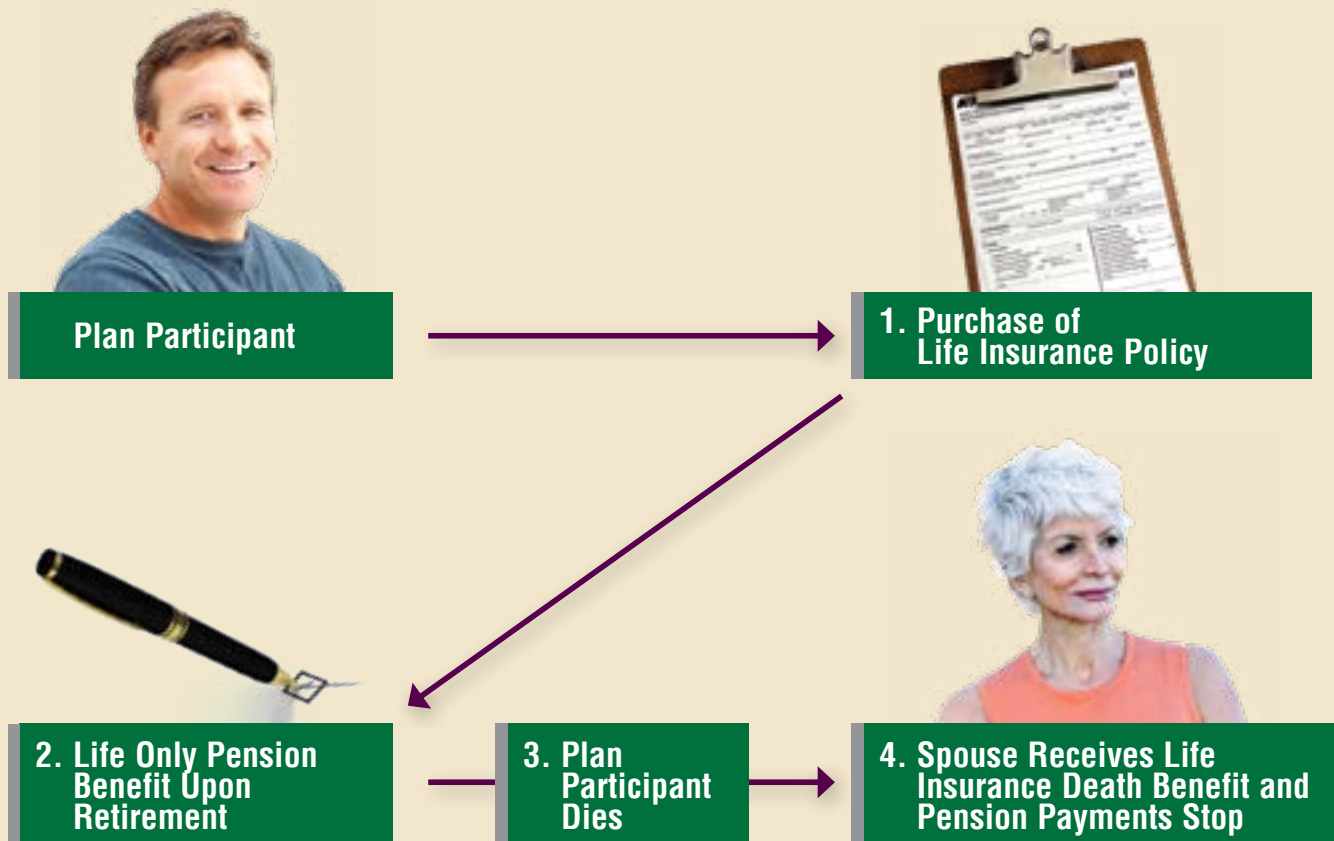 Plan Participant
1. Purchase of
Life Insurance Policy
2. Life Only Pension
Benefit Upon
Retirement
3. Plan
Participant
Dies
4. Spouse Receives Life
Insurance Death Benefit and
Pension Payments Stop